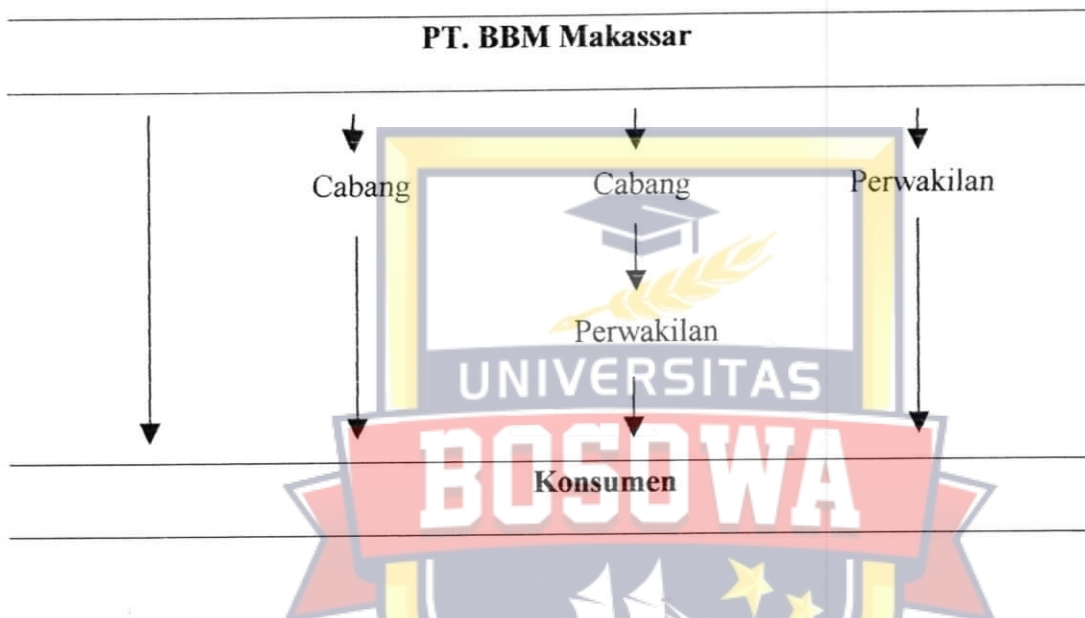 PT. BBM Makassar
Cabang Cabang Perwakilan
Perwakilan
UNIVERSITAS
BOSOWA
Konsumen